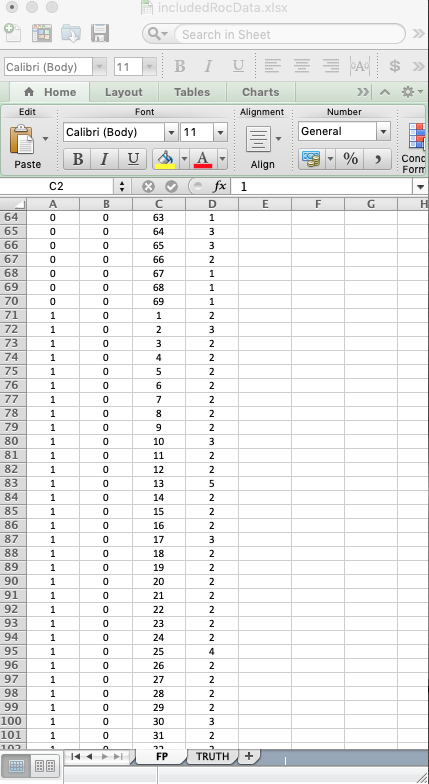 includedRocData.xlsx
Search in Sheet
Calibri (Body) 11 B I U A $
Home Layout Tables Charts
Edit Font Alignment Number
Calibri (Body) 11 General
Paste B I U A Align % , Conc
Form
C2 fx 1
A B C D E F G H
64 0 0 63 1
65 0 0 64 3
66 0 0 65 3
67 0 0 66 2
68 0 0 67 1
69 0 0 68 1
70 0 0 69 1
71 1 0 1 2
72 1 0 2 3
73 1 0 3 2
74 1 0 4 2
75 1 0 5 2
76 1 0 6 2
77 1 0 7 2
78 1 0 8 2
79 1 0 9 2
80 1 0 10 3
81 1 0 11 2
82 1 0 12 2
83 1 0 13 5
84 1 0 14 2
85 1 0 15 2
86 1 0 16 2
87 1 0 17 3
88 1 0 18 2
89 1 0 19 2
90 1 0 20 2
91 1 0 21 2
92 1 0 22 2
93 1 0 23 2
94 1 0 24 2
95 1 0 25 4
96 1 0 26 2
97 1 0 27 2
98 1 0 28 2
99 1 0 29 2
100 1 0 30 3
101 1 0 31 2
FP TRUTH +